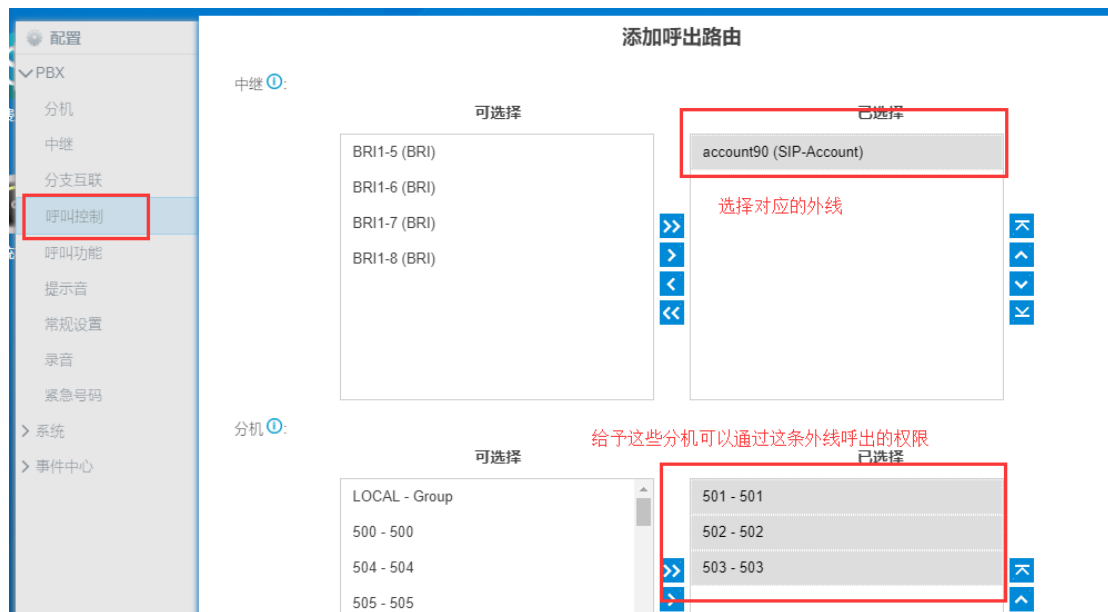 配置
PBX
分机
中继
分支互联
呼叫控制
呼叫功能
提示音
常规设置
录音
紧急号码
系统
事件中心
添加呼出路由
中继 :
可选择
已选择
BRI1-5 (BRI)
BRI1-6 (BRI)
BRI1-7 (BRI)
BRI1-8 (BRI)
account90 (SIP-Account)
选择对应的外线
分机 :
给予这些分机可以通过这条外线呼出的权限
可选择
已选择
LOCAL - Group
500 - 500
504 - 504
505 - 505
501 - 501
502 - 502
503 - 503